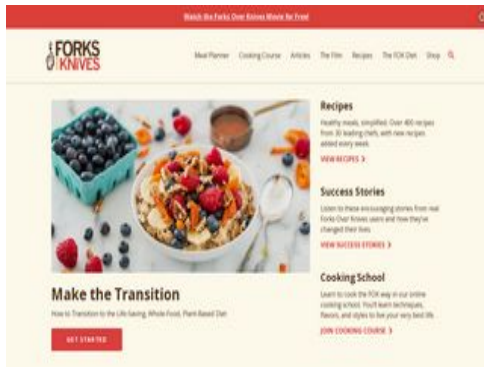 Watch the Forks Over Knives Movie for Free!
FORKS
KNIVES
Meal Planner Cooking Course Articles The Film Recipes The FOK Diet Shop
Make the Transition
How to Transition to the Life-Saving, Whole-Food, Plant-Based Diet
GET STARTED
Recipes
Healthy meals, simplified. Over 400 recipes
from 30 leading chefs, with new recipes
added every week.
VIEW RECIPES >
Success Stories
Listen to these encouraging stories from real
Forks Over Knives users and how they've
changed their lives.
VIEW SUCCESS STORIES >
Cooking School
Learn to cook the FOK way in our online
cooking school. You'll learn techniques,
flavors, and styles to live your very best life.
JOIN COOKING COURSE >